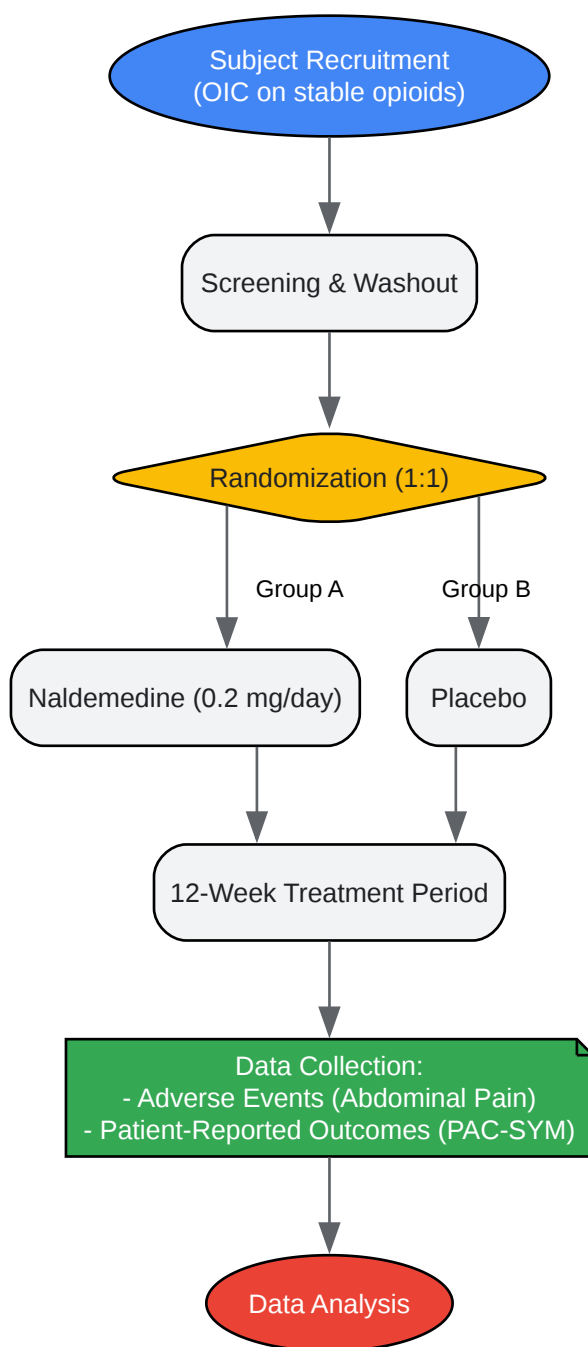 Subject Recruitment
(OIC on stable opioids)
Screening & Washout
Randomization (1:1)
Group A
Group B
Naldemedine (0.2 mg/day)
Placebo
12-Week Treatment Period
Data Collection:
- Adverse Events (Abdominal Pain)
- Patient-Reported Outcomes (PAC-SYM)
Data Analysis